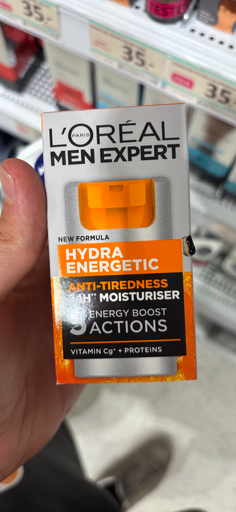 TESTE
35.-
35.-
35.-
L'ORÉAL
PARIS
MEN EXPERT
NEW FORMULA
HYDRA
ENERGETIC
ANTI-TIREDNESS
24H** MOISTURISER
ENERGY BOOST
5 ACTIONS
VITAMIN Cg* + PROTEINS